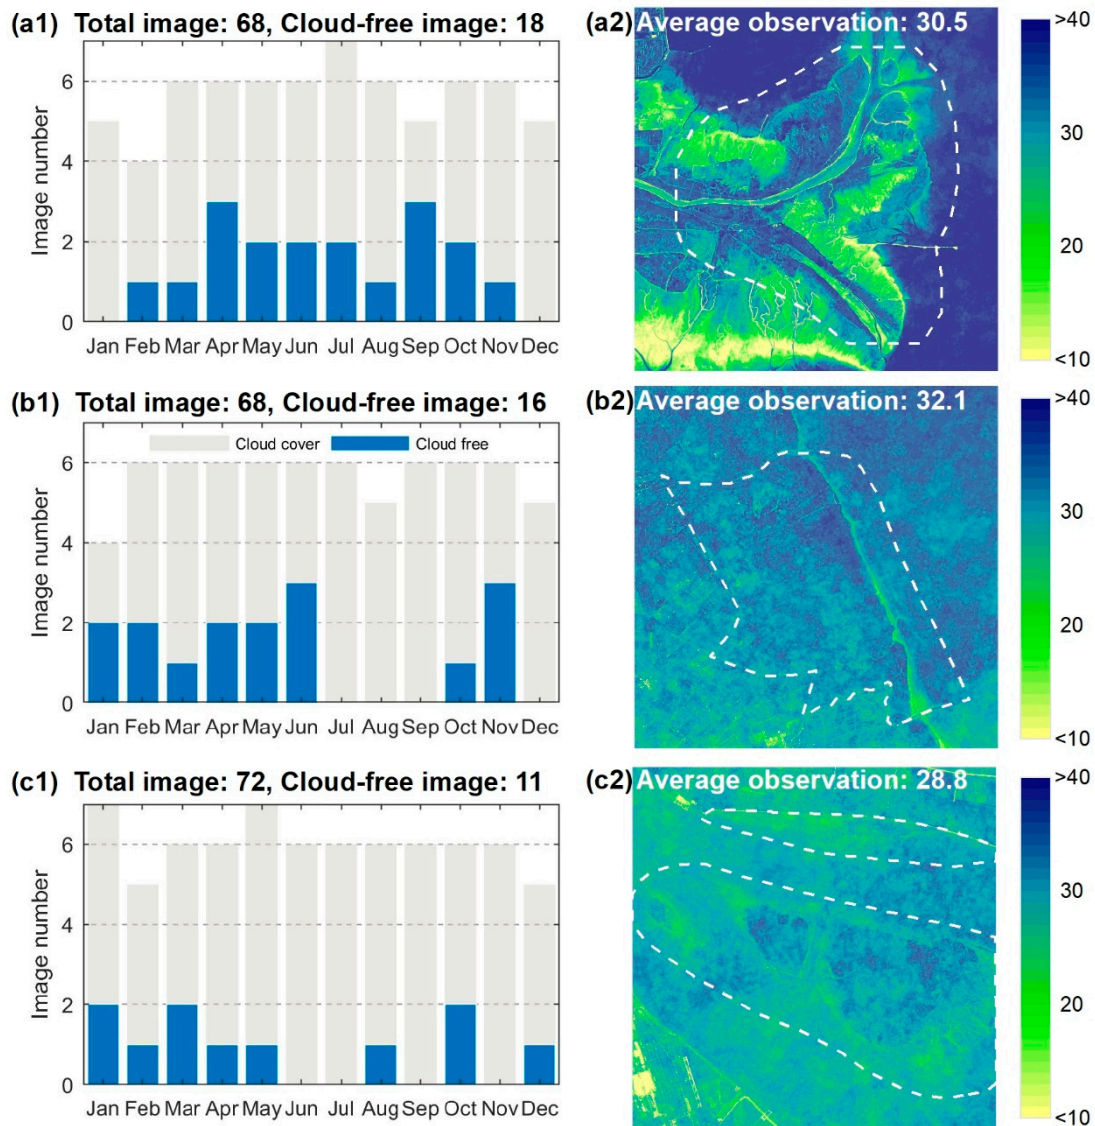 (a1) Total image: 68, Cloud-free image: 18
6
4
2
0
Image number
Jan Feb Mar Apr May Jun Jul Aug Sep Oct Nov Dec
(a2) Average observation: 30.5
>40
30
20
<10
(b1) Total image: 68, Cloud-free image: 16
Cloud cover Cloud free
6
4
2
0
Image number
Jan Feb Mar Apr May Jun Jul Aug Sep Oct Nov Dec
(b2) Average observation: 32.1
>40
30
20
<10
(c1) Total image: 72, Cloud-free image: 11
6
4
2
0
Image number
Jan Feb Mar Apr May Jun Jul Aug Sep Oct Nov Dec
(c2) Average observation: 28.8
>40
30
20
<10